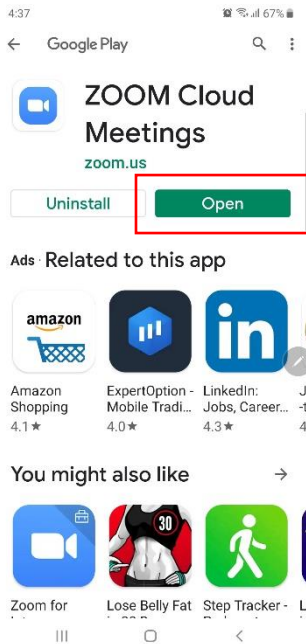 4:37 67%
Google Play
ZOOM Cloud
Meetings
zoom.us
Uninstall Open
Ads · Related to this app
amazon
in
Amazon ExpertOption - LinkedIn: J
Shopping Mobile Tradi... Jobs, Career... -t
4.1★ 4.0★ 4.3★ 4
You might also like →
30
Zoom for Lose Belly Fat Step Tracker - L